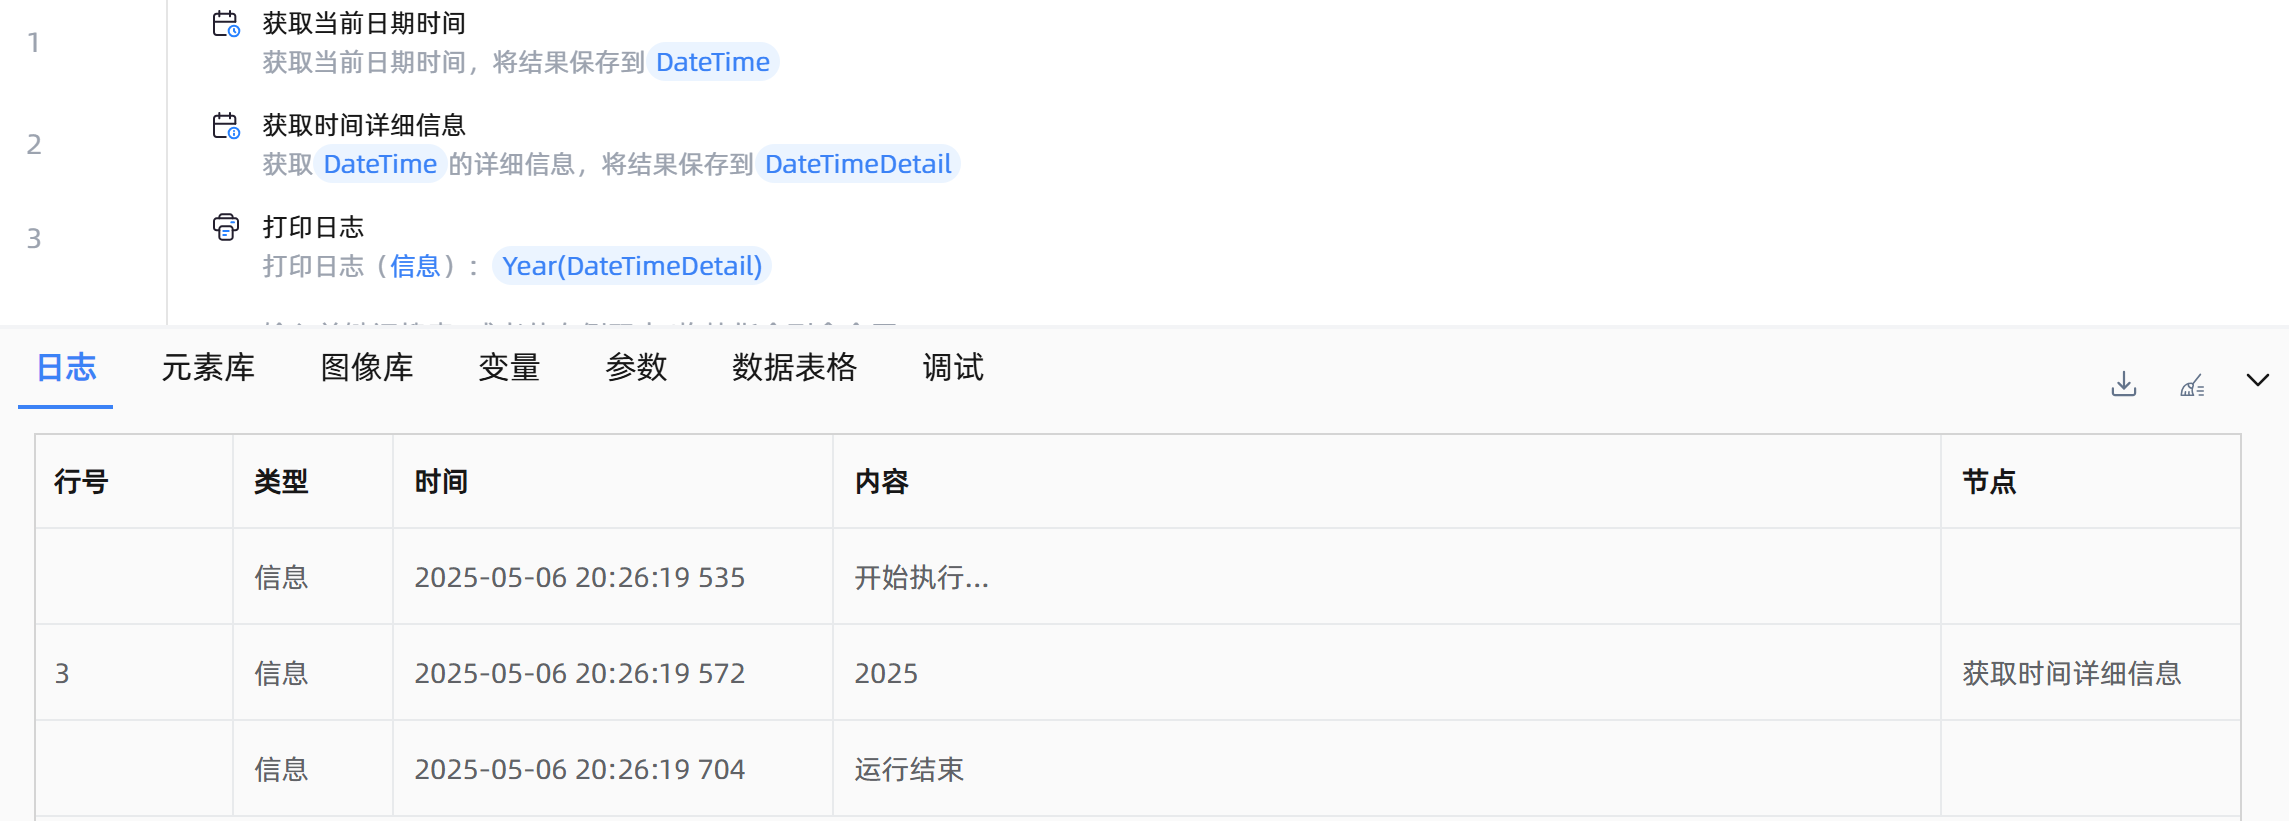 1
获取当前日期时间
获取当前日期时间，将结果保存到 DateTime
2
获取时间详细信息
获取 DateTime 的详细信息，将结果保存到 DateTimeDetail
3
打印日志
打印日志（信息）： Year(DateTimeDetail)
日志 元素库 图像库 变量 参数 数据表格 调试
行号 类型 时间 内容 节点
信息 2025-05-06 20:26:19 535 开始执行...
3 信息 2025-05-06 20:26:19 572 2025 获取时间详细信息
信息 2025-05-06 20:26:19 704 运行结束